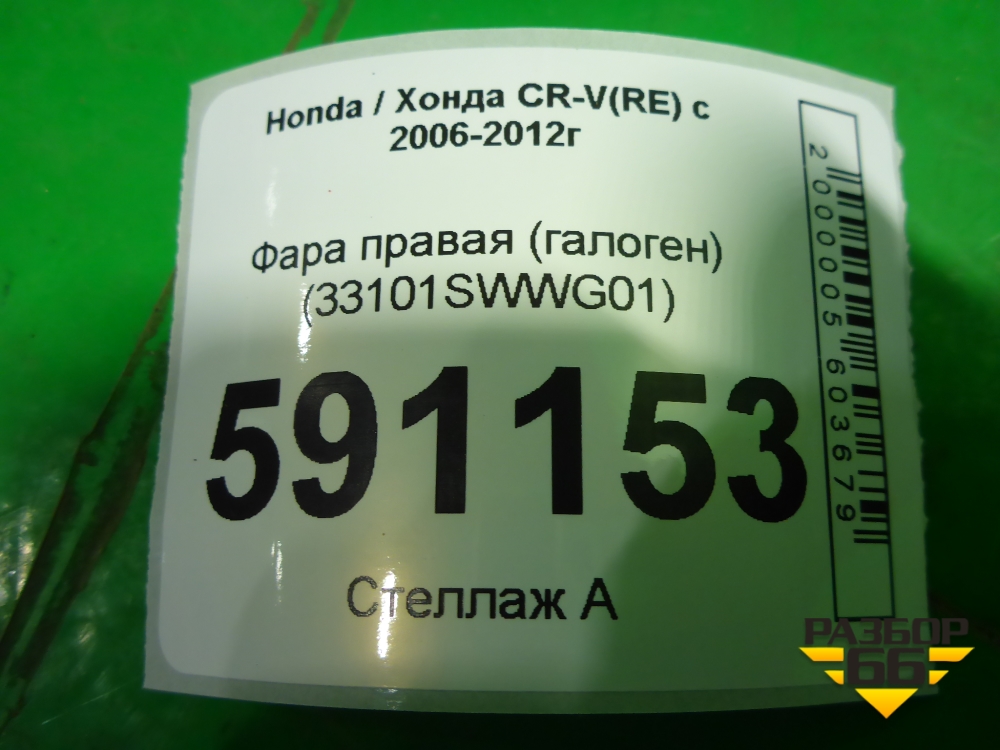 Honda / Хонда CR-V(RE) с
2006-2012г
Фара правая (галоген)
(33101SWWG01)
591153
Стеллаж А
2000005603679
РАЗБОР
66